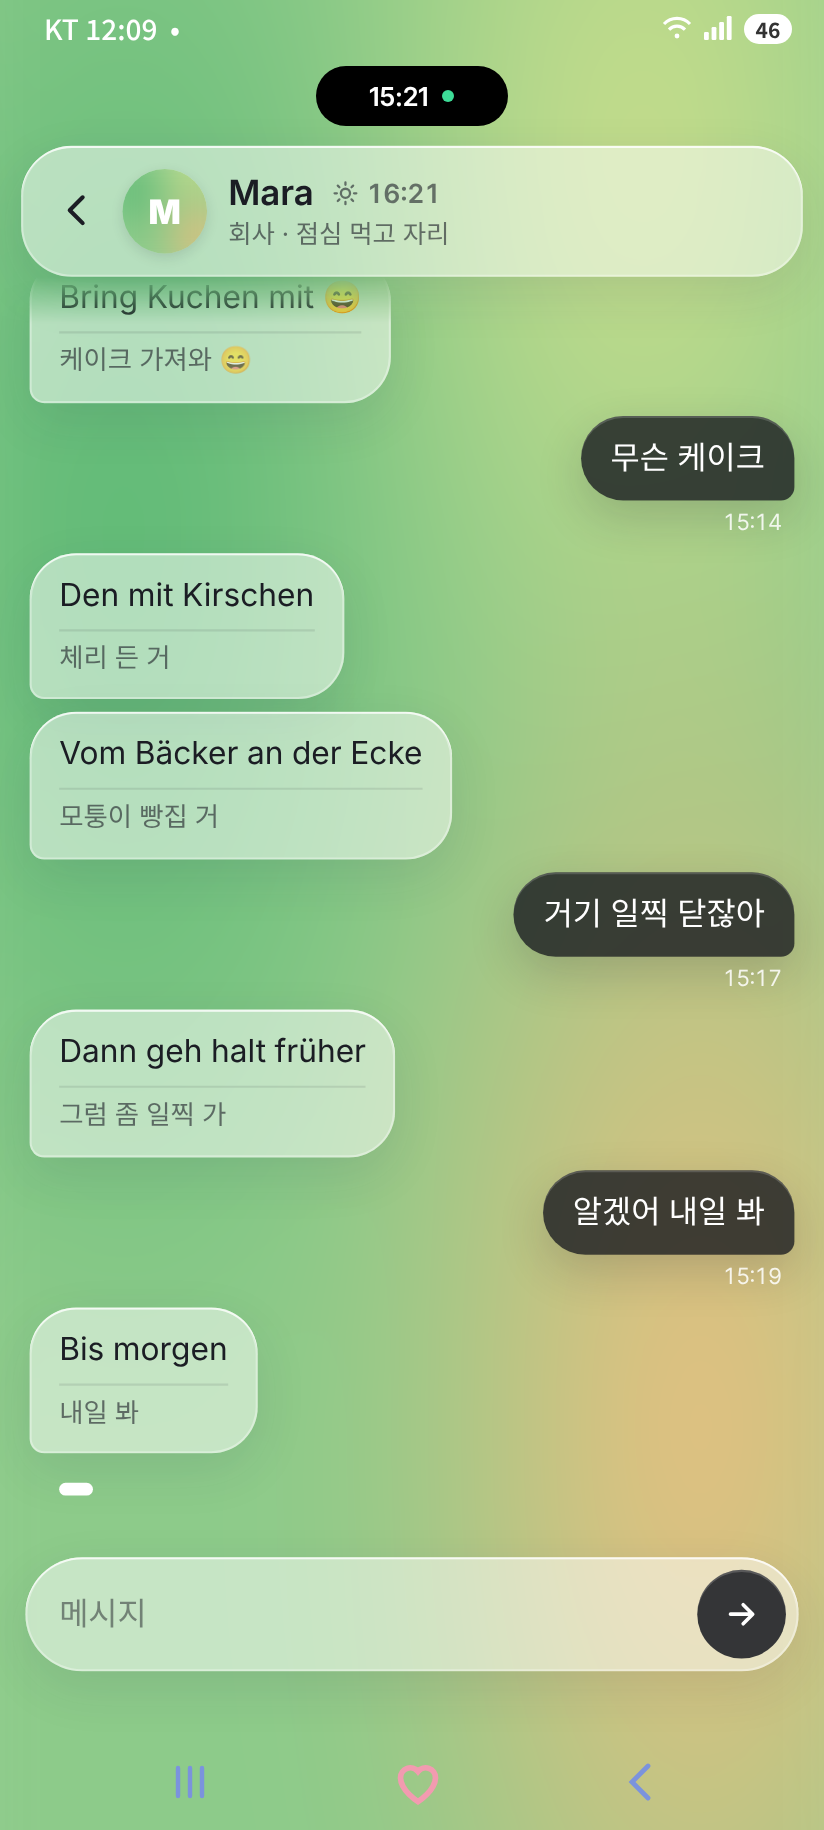 KT 12:09 •
46
15:21
M
Mara 16:21
회사 · 점심 먹고 자리
Bring Kuchen mit 😄
케이크 가져와 😄
무슨 케이크
15:14
Den mit Kirschen
체리 든 거
Vom Bäcker an der Ecke
모퉁이 빵집 거
거기 일찍 닫잖아
15:17
Dann geh halt früher
그럼 좀 일찍 가
알겠어 내일 봐
15:19
Bis morgen
내일 봐
메시지